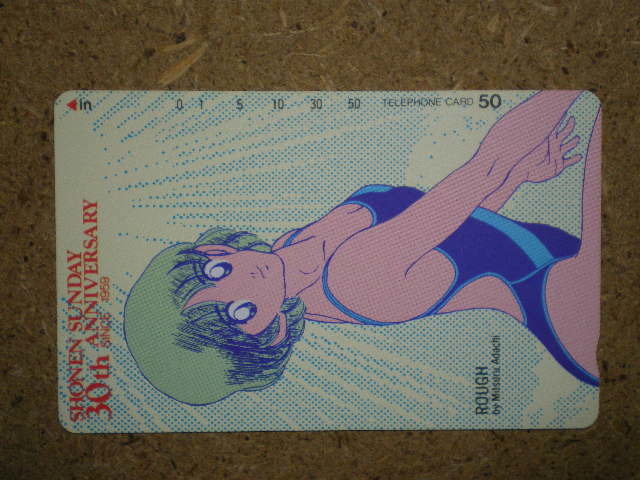 ◀In
0 1 5 10 30 50 TELEPHONE CARD 50
SHONEN SUNDAY
30th ANNIVERSARY
SINCE 1959
ROUGH
by Mitsuru Adachi